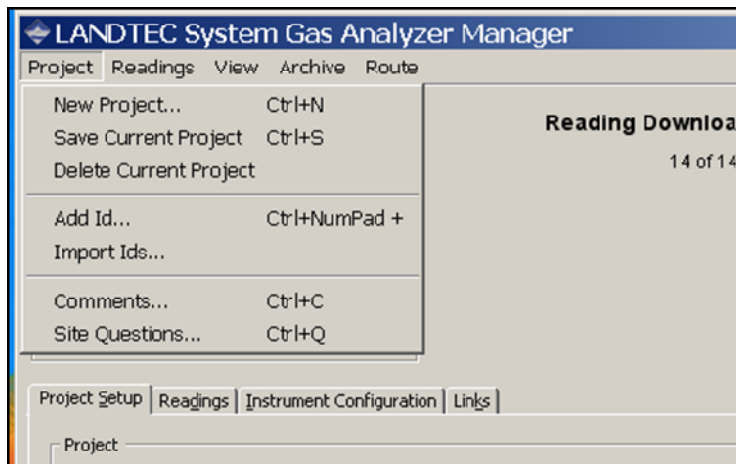 LANDTEC System Gas Analyzer Manager
Project Readings View Archive Route
New Project... Ctrl+N
Save Current Project Ctrl+S
Delete Current Project
Add Id... Ctrl+NumPad +
Import Ids...
Comments... Ctrl+C
Site Questions... Ctrl+Q
Reading Downloa
14 of 14
Project Setup Readings Instrument Configuration Links
Project